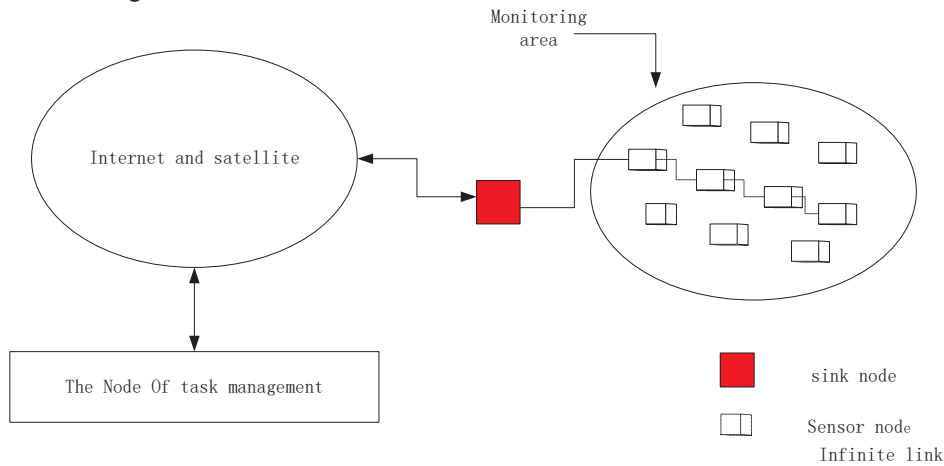 Monitoring
area
Internet and satellite
The Node Of task management
sink node
Sensor node
Infinite link